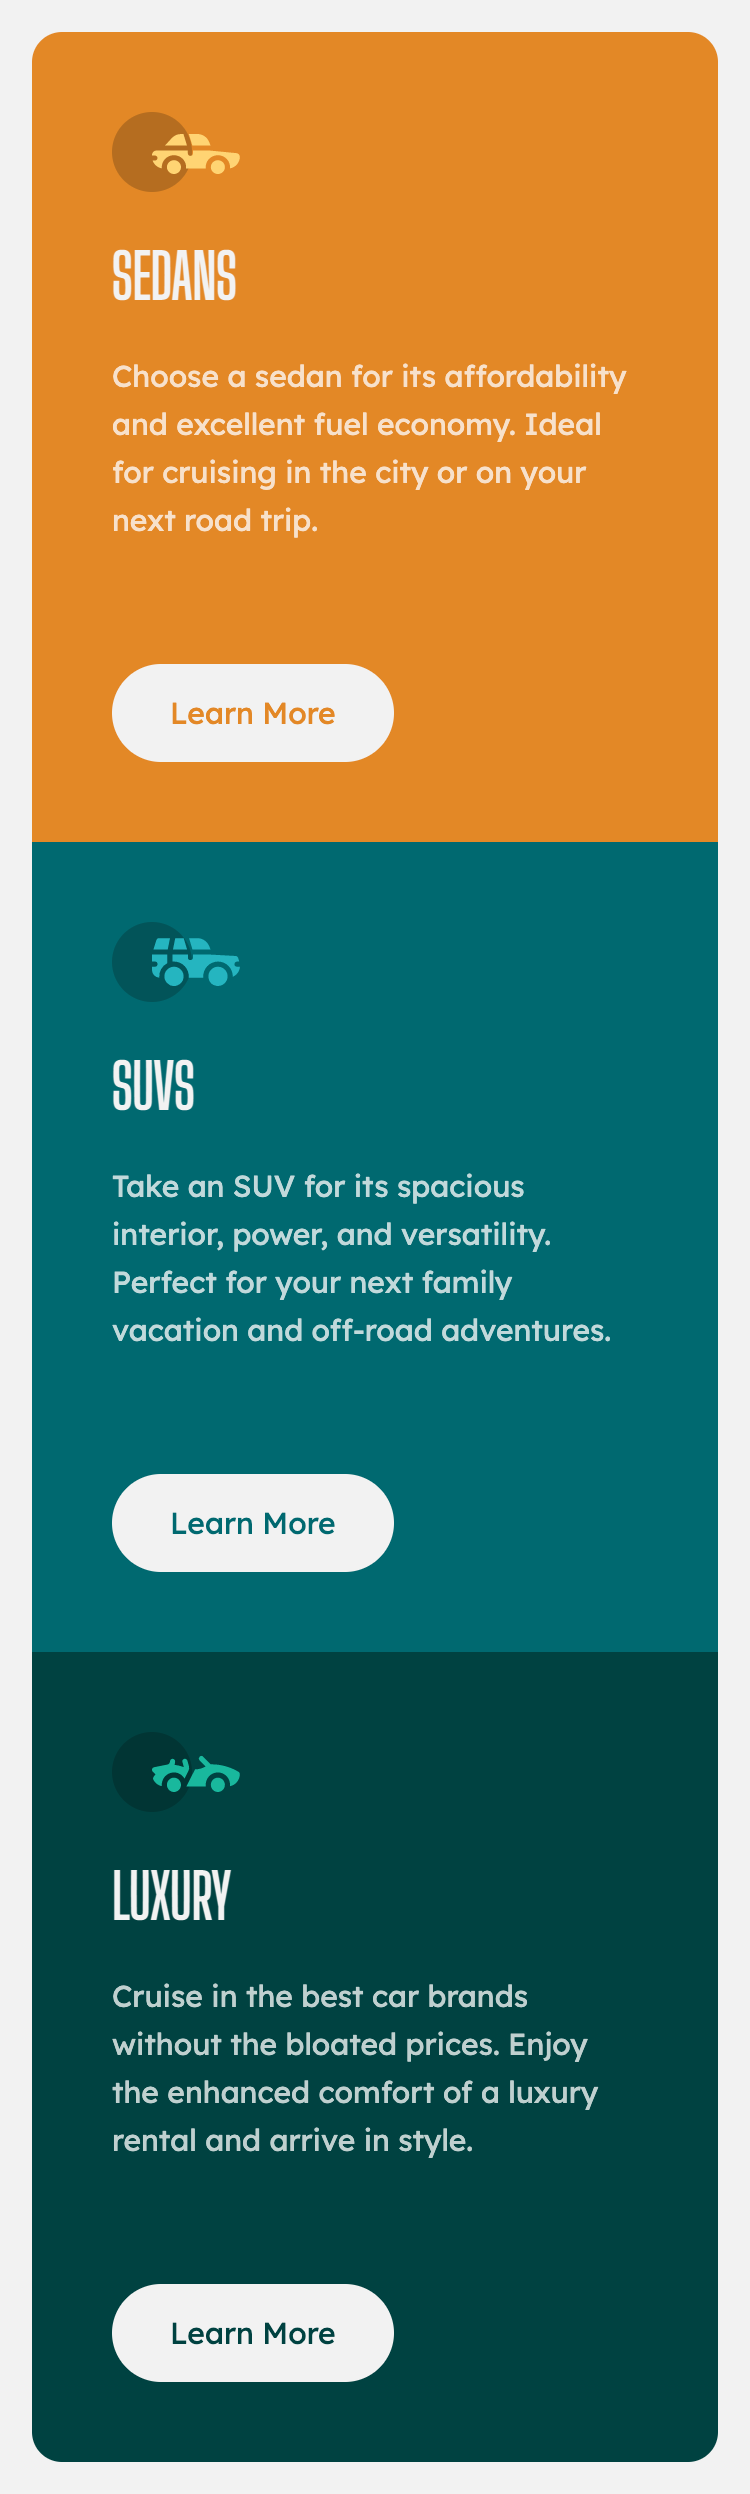 SEDANS
Choose a sedan for its affordability
and excellent fuel economy. Ideal
for cruising in the city or on your
next road trip.
Learn More
SUVS
Take an SUV for its spacious
interior, power, and versatility.
Perfect for your next family
vacation and off-road adventures.
Learn More
LUXURY
Cruise in the best car brands
without the bloated prices. Enjoy
the enhanced comfort of a luxury
rental and arrive in style.
Learn More